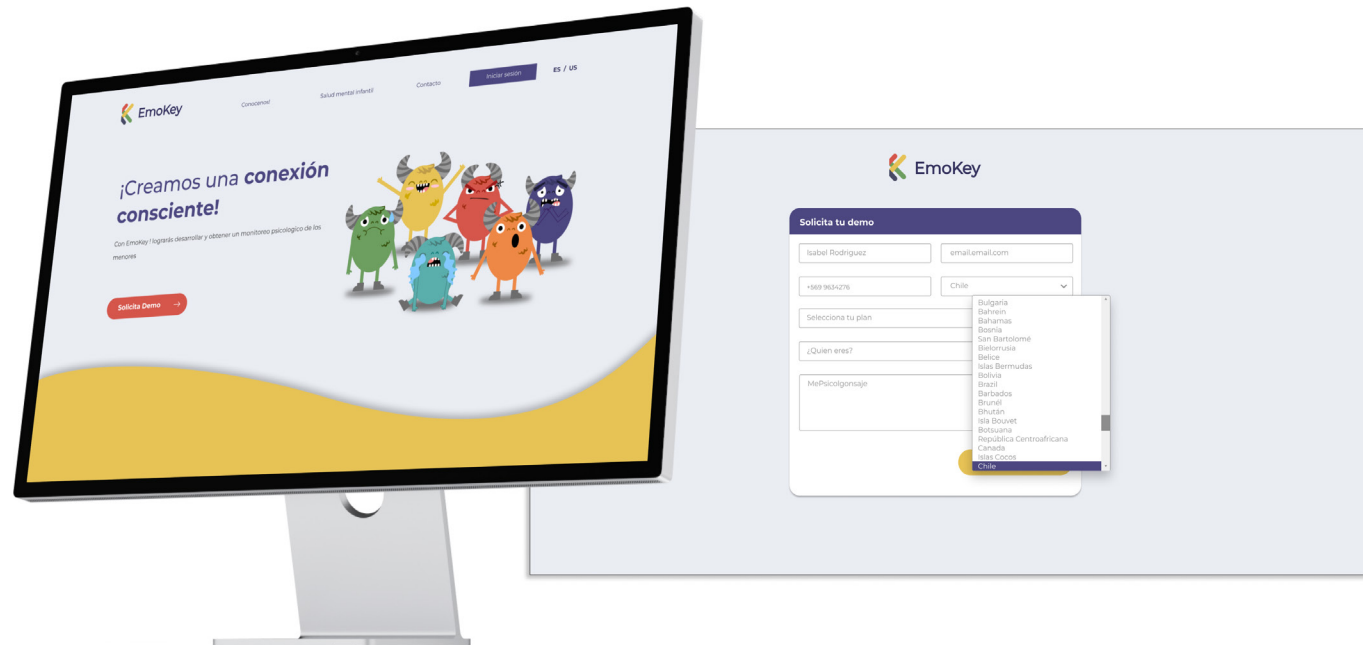 EmoKey
Conocenos!
Salud mental infantil
Contacto
Iniciar sesión
ES / US
¡Creamos una conexión
consciente!
Con EmoKey ! lograrás desarrollar y obtener un monitoreo psicologico de los
menores
Solicita Demo →
EmoKey
Solicita tu demo
Isabel Rodriguez
email.email.com
+569 9634276
Chile
Selecciona tu plan
¿Quien eres?
MePsicolgonsaje
Bulgaria
Bahrein
Bahamas
Bosnia
San Bartolomé
Bielorrusia
Belice
Islas Bermudas
Bolivia
Brazil
Barbados
Brunéi
Bhután
Isla Bouvet
Botsuana
República Centroafricana
Canada
Islas Cocos
Chile